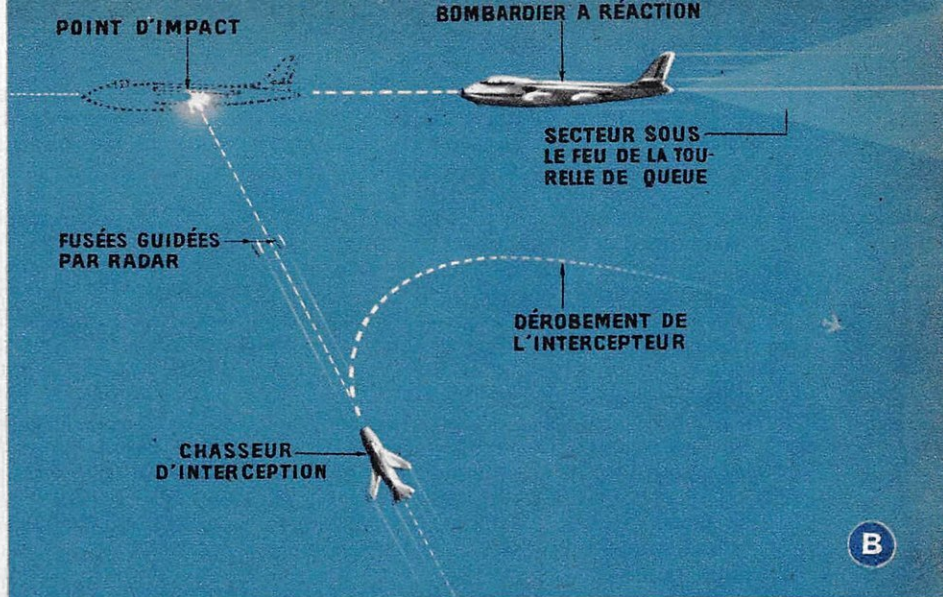 POINT D'IMPACT
BOMBARDIER A RÉACTION
SECTEUR SOUS
LE FEU DE LA TOU-
RELLE DE QUEUE
FUSÉES GUIDÉES
PAR RADAR
DÉROBEMENT DE
L'INTERCEPTEUR
CHASSEUR
D'INTERCEPTION
B